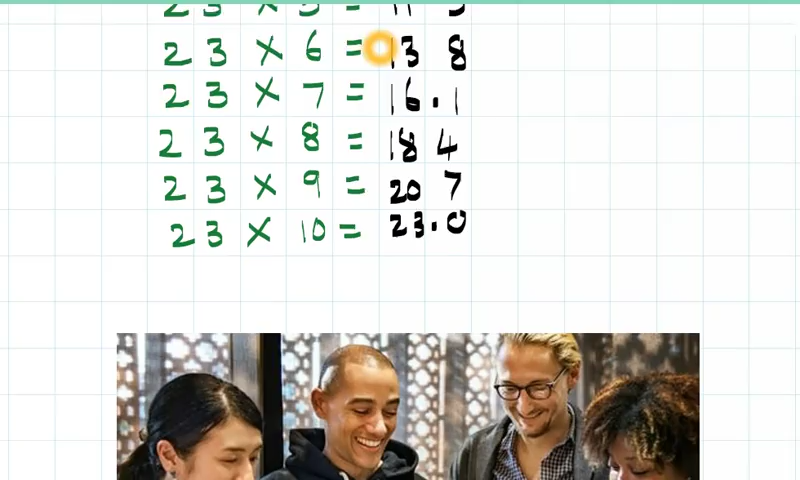 23 × 6 = 13 8
23 × 7 = 16.1
23 × 8 = 18 4
23 × 9 = 20 7
23 × 10 = 23.0